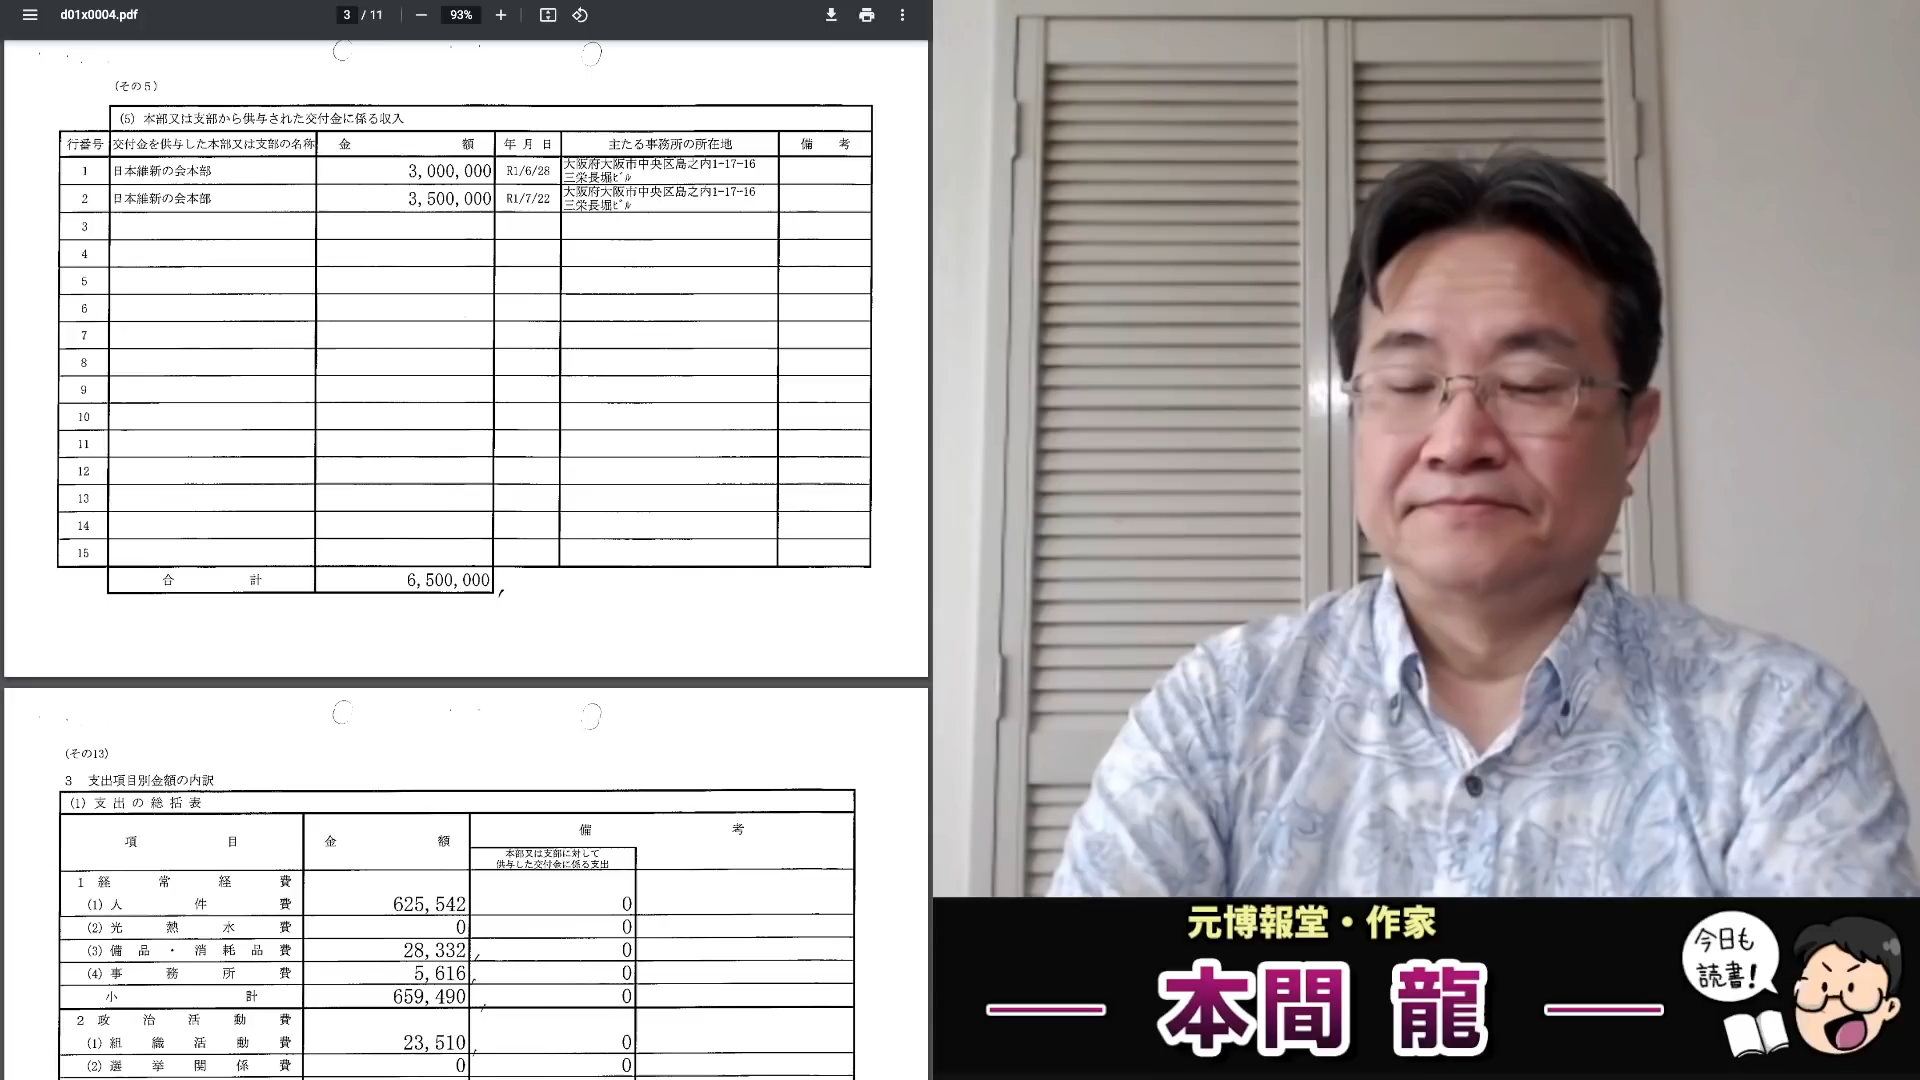 d01x0004.pdf
3 / 11
93%
(その5)
(5) 本部又は支部から供与された交付金に係る収入
行番号 交付金を供与した本部又は支部の名称 金 額 年 月 日 主たる事務所の所在地 備 考
1 日本維新の会本部 3,000,000 R1/6/28 大阪府大阪市中央区島之内1-17-16
三栄長堀ビル
2 日本維新の会本部 3,500,000 R1/7/22 大阪府大阪市中央区島之内1-17-16
三栄長堀ビル
3
4
5
6
7
8
9
10
11
12
13
14
15
合 計 6,500,000
(その13)
3 支出項目別金額の内訳
(1) 支 出 の 総 括 表
項 目 金 額 備 考
本部又は支部に対して
供与した交付金に係る支出
1 経 常 経 費
(1) 人 件 費 625,542 0
(2) 光 熱 水 費 0 0
(3) 備 品 ・ 消 耗 品 費 28,332 0
(4) 事 務 所 費 5,616 0
小 計 659,490 0
2 政 治 活 動 費
(1) 組 織 活 動 費 23,510 0
(2) 選 挙 関 係 費 0 0
元博報堂・作家
本間 龍
今日も
読書!